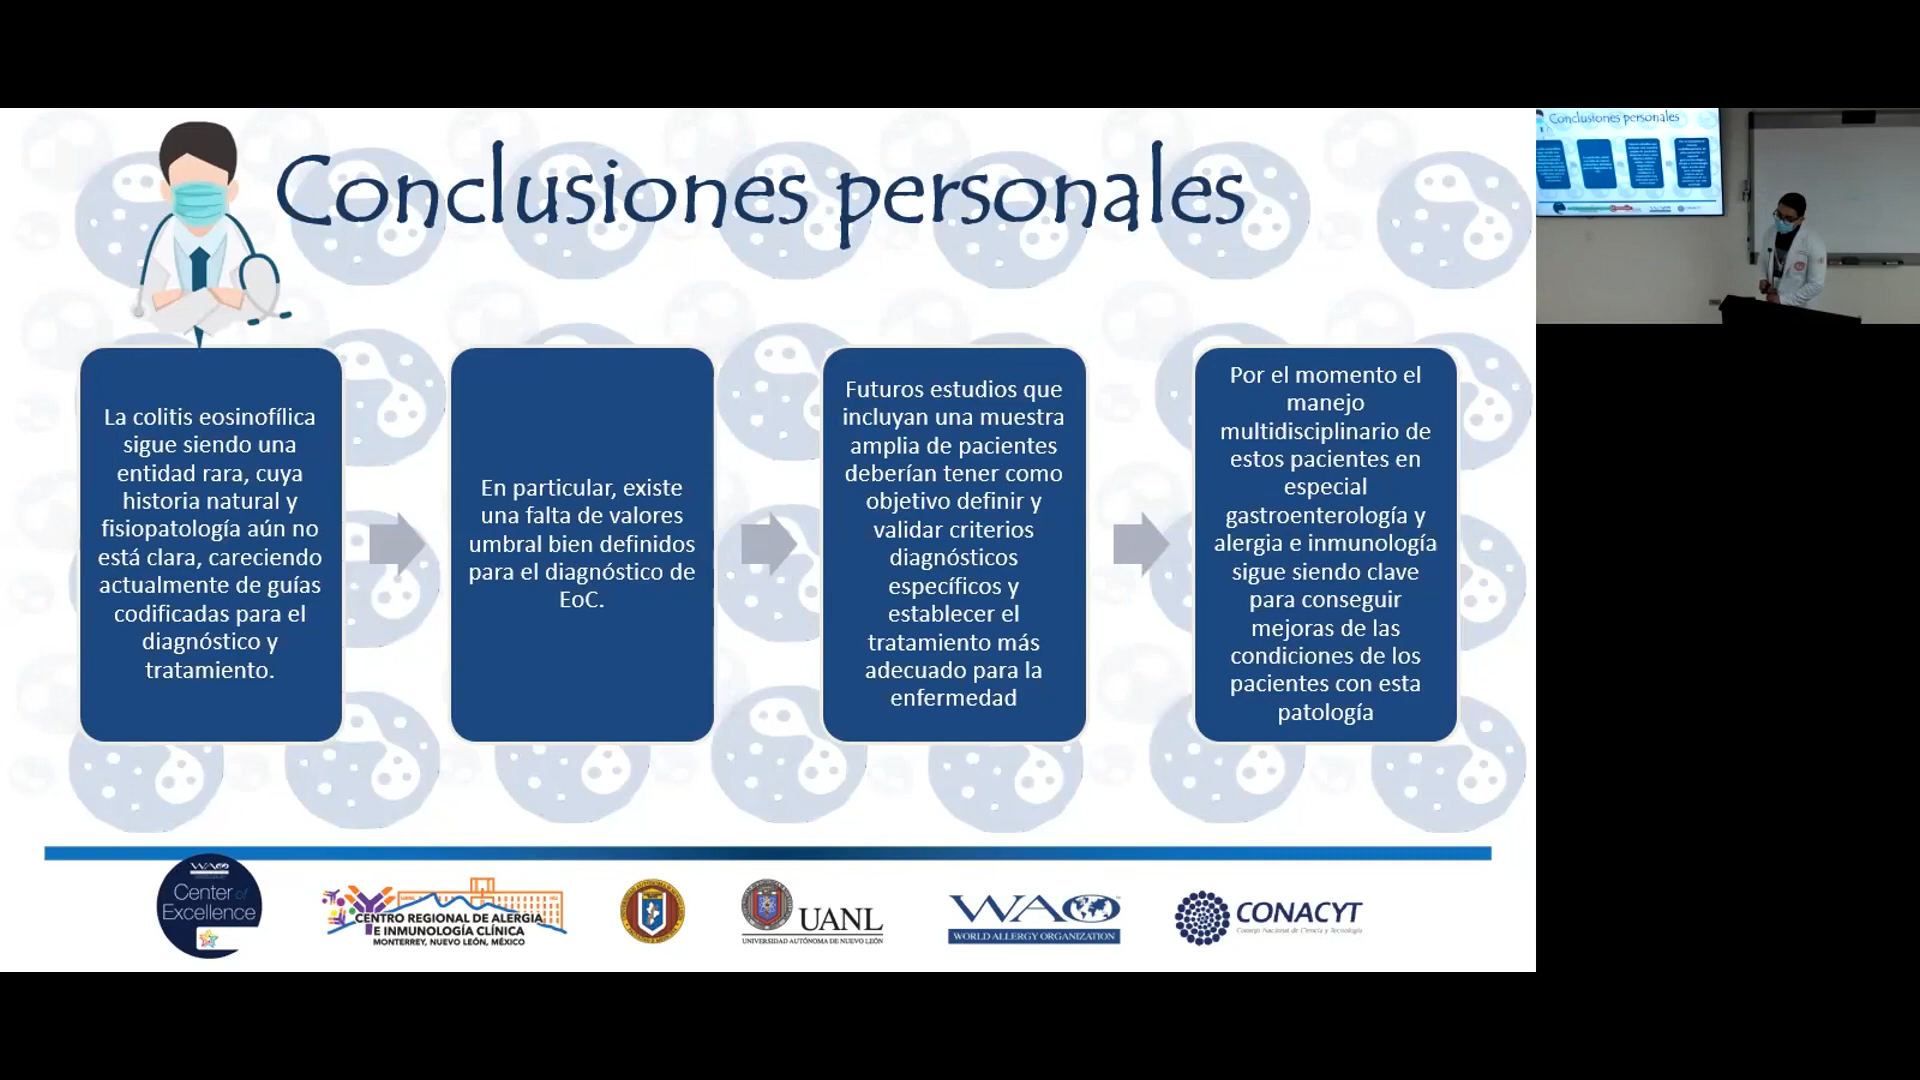 Conclusiones personales
La colitis eosinofílica
sigue siendo una
entidad rara, cuya
historia natural y
fisiopatología aún no
está clara, careciendo
actualmente de guías
codificadas para el
diagnóstico y
tratamiento.
En particular, existe
una falta de valores
umbral bien definidos
para el diagnóstico de
EoC.
Futuros estudios que
incluyan una muestra
amplia de pacientes
deberían tener como
objetivo definir y
validar criterios
diagnósticos
específicos y
establecer el
tratamiento más
adecuado para la
enfermedad
Por el momento el
manejo
multidisciplinario de
estos pacientes en
especial
gastroenterología y
alergia e inmunología
sigue siendo clave
para conseguir
mejoras de las
condiciones de los
pacientes con esta
patología
WAO
Center of
Excellence
CENTRO REGIONAL DE ALERGIA
E INMUNOLOGÍA CLÍNICA
MONTERREY, NUEVO LEÓN, MÉXICO
UANL
UNIVERSIDAD AUTÓNOMA DE NUEVO LEÓN
WAO
WORLD ALLERGY ORGANIZATION
CONACYT
Consejo Nacional de Ciencia y Tecnología
Conclusiones personales